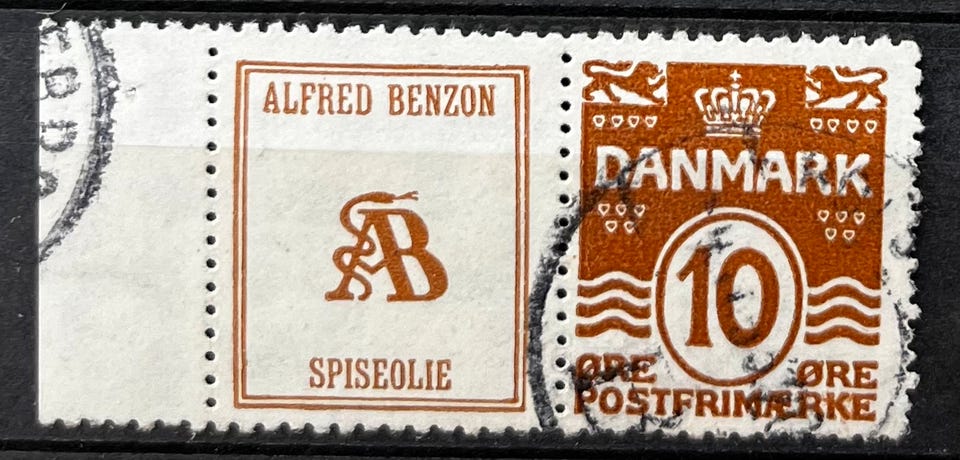 ALFRED BENZON
AB
SPISEOLIE
DANMARK
10
ØRE ØRE
POSTFRIMÆRKE